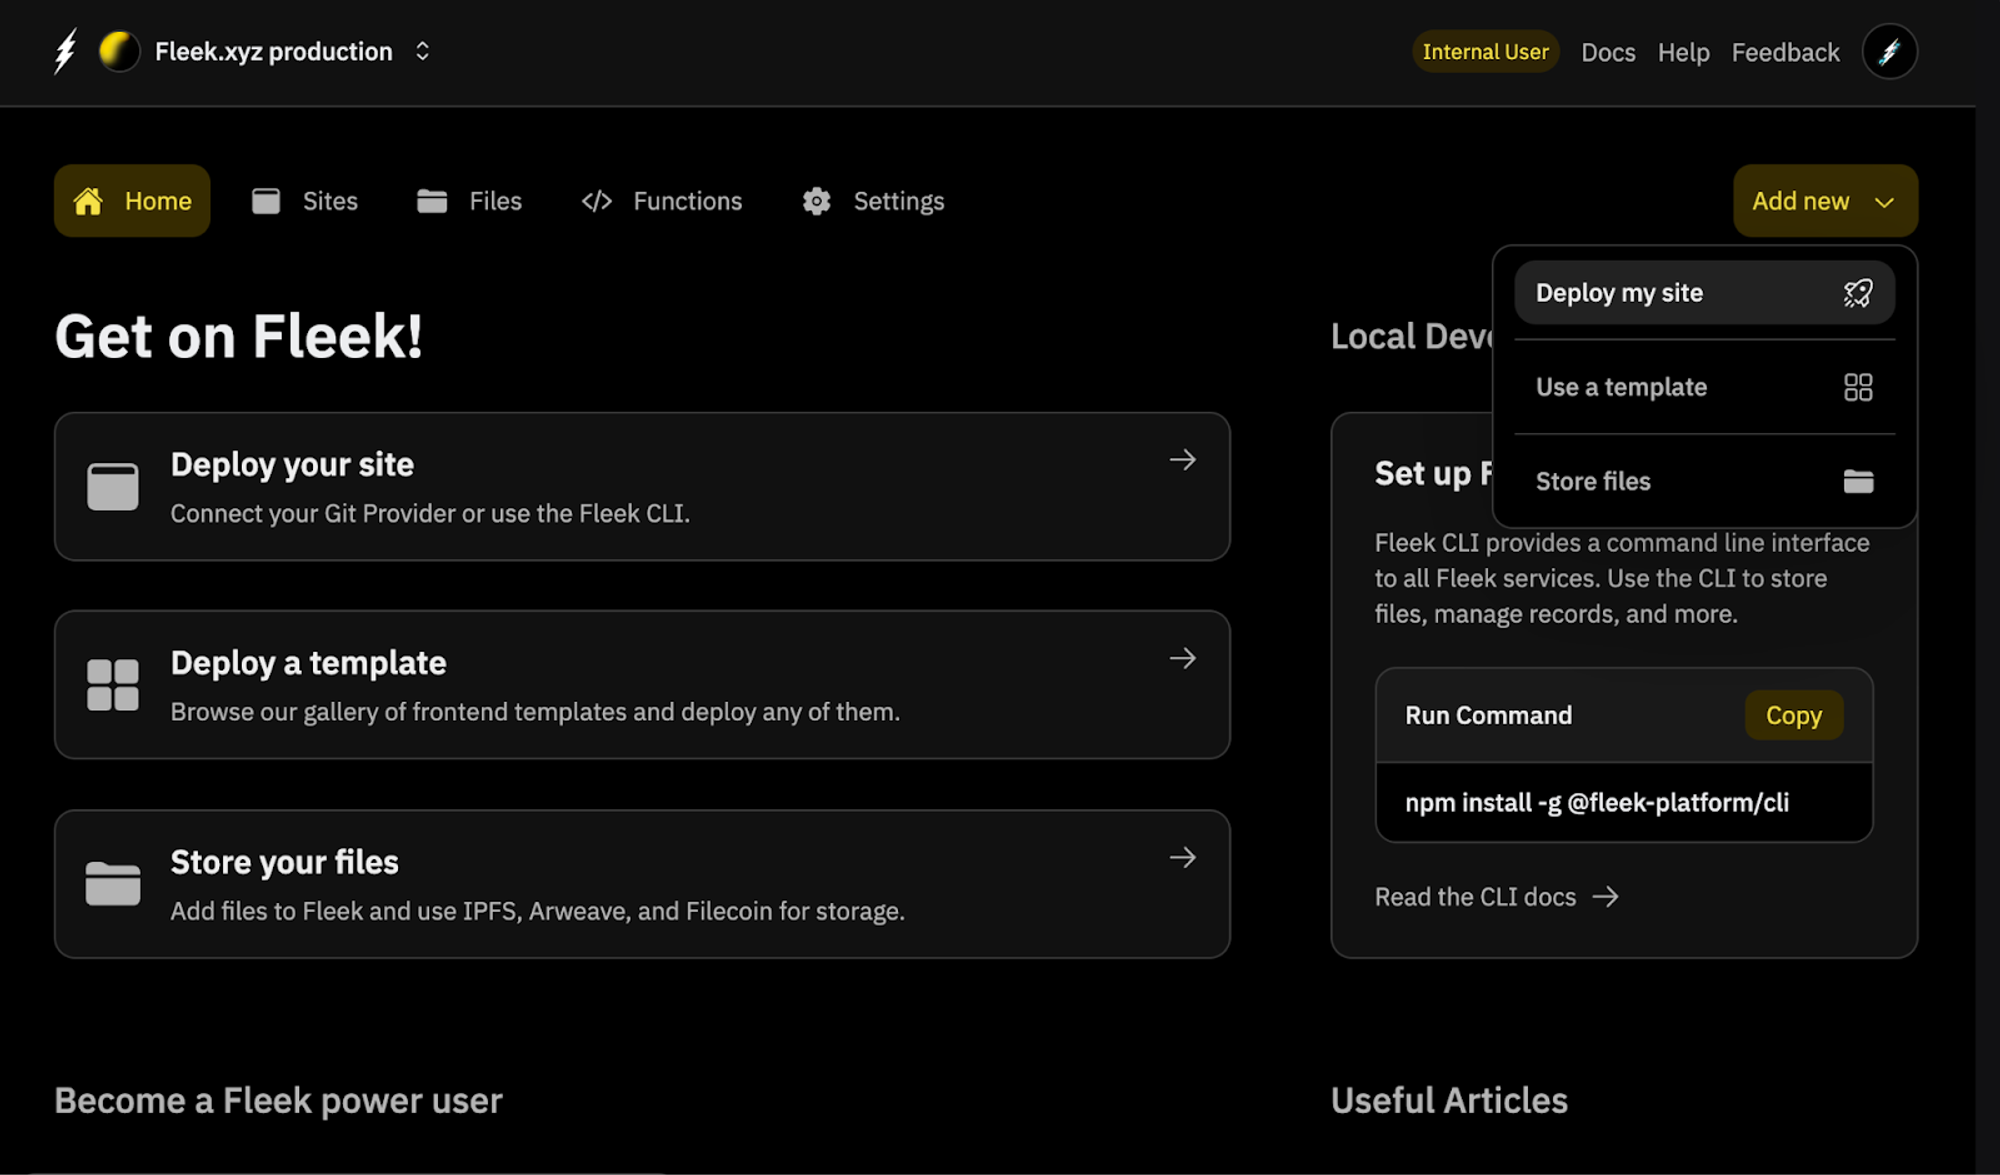 Fleek.xyz production
Internal User
Docs
Help
Feedback
Home
Sites
Files
Functions
Settings
Add new
Deploy my site
Use a template
Store files
Get on Fleek!
Deploy your site
Connect your Git Provider or use the Fleek CLI.
Deploy a template
Browse our gallery of frontend templates and deploy any of them.
Store your files
Add files to Fleek and use IPFS, Arweave, and Filecoin for storage.
Local
Set up
Fleek CLI provides a command line interface
to all Fleek services. Use the CLI to store
files, manage records, and more.
Run Command
Copy
npm install -g @fleek-platform/cli
Read the CLI docs
Become a Fleek power user
Useful Articles